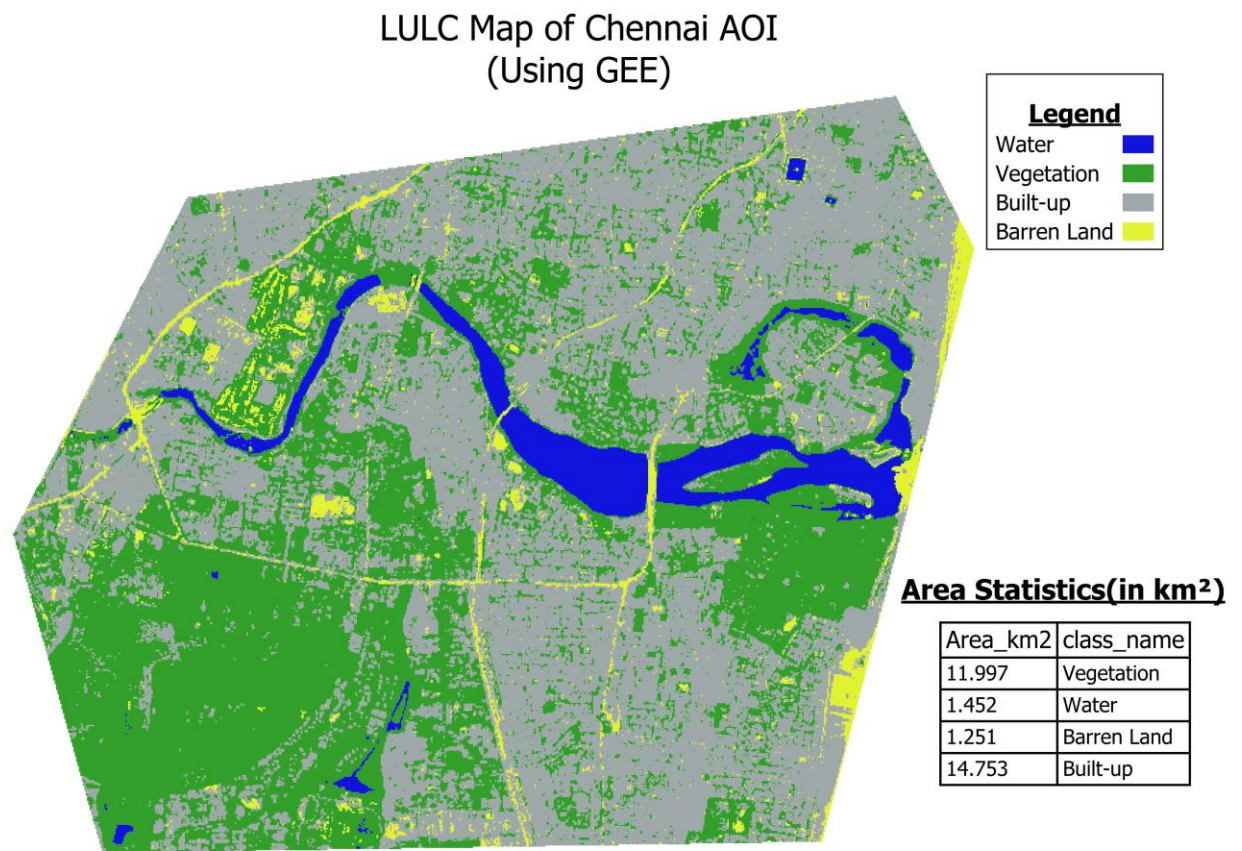 LULC Map of Chennai AOI
(Using GEE)
Legend
Water
Vegetation
Built-up
Barren Land
Area Statistics(in km²)
Area_km2 class_name
11.997 Vegetation
1.452 Water
1.251 Barren Land
14.753 Built-up